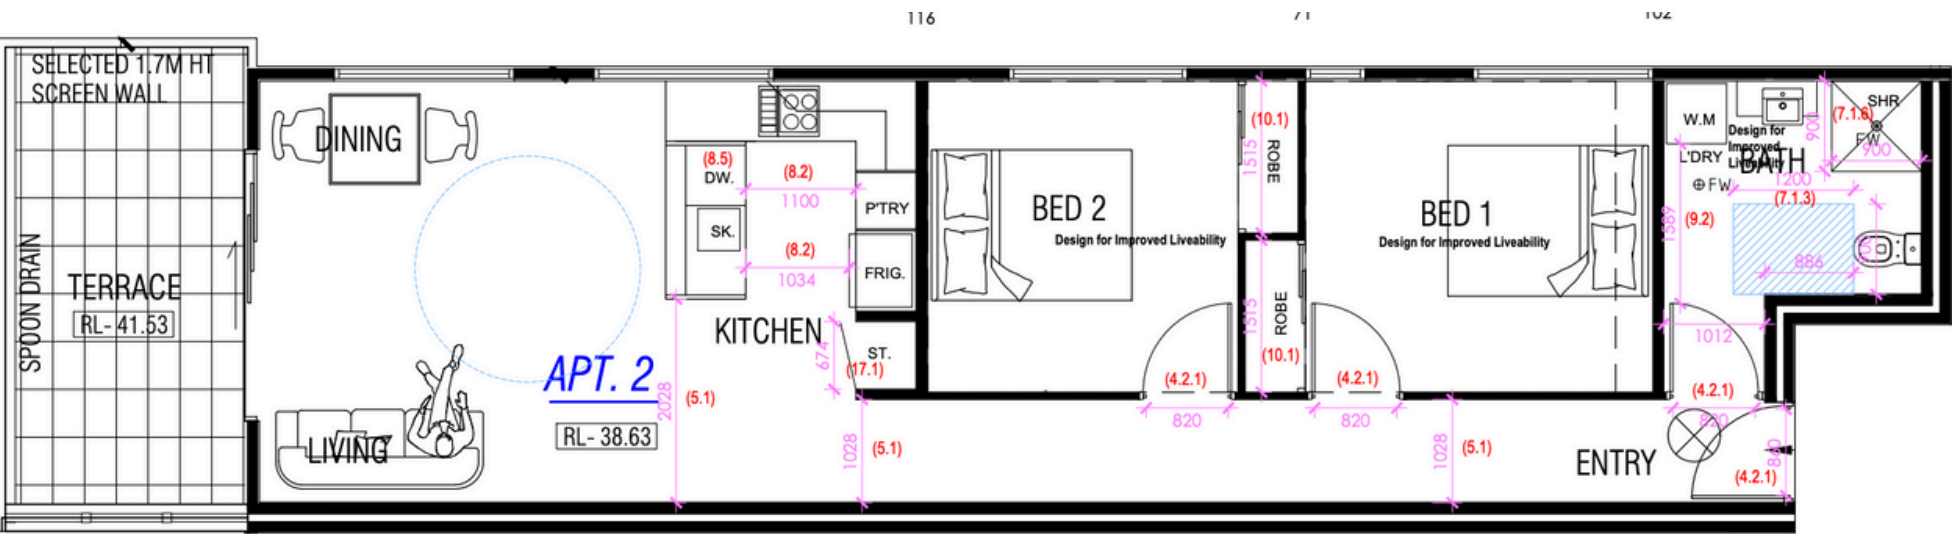 116
71
102
SELECTED 1.7M HT
SCREEN WALL
SPOON DRAIN
TERRACE
RL- 41.53
DINING
LIVING
APT. 2
RL- 38.63
(8.5)
DW.
SK.
(8.2)
1100
(8.2)
1034
P'TRY
FRIG.
KITCHEN
674
ST.
(17.1)
2028
(5.1)
1028
(5.1)
BED 2
Design for Improved Liveability
(4.2.1)
820
(10.1)
1515
ROBE
1515
ROBE
(10.1)
BED 1
Design for Improved Liveability
(4.2.1)
820
1028
(5.1)
W.M
L'DRY
FW
Design for
Improved
Liveability
BATH
900
SHR
(7.1.6)
FW
900
1200
(7.1.3)
1589
(9.2)
886
1012
(4.2.1)
820
ENTRY
(4.2.1)